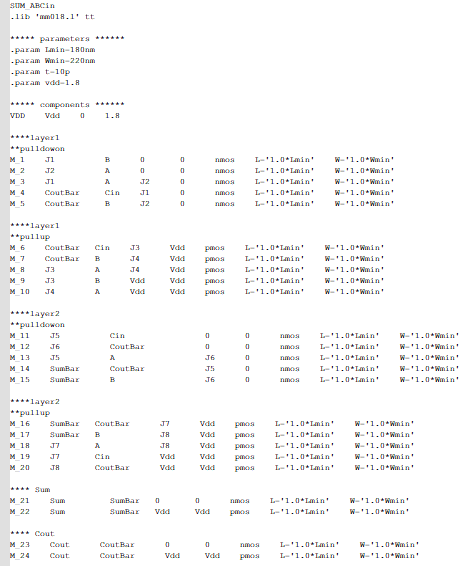 SUM_ABCin
.lib 'mm018.l' tt
***** parameters ******
.param Lmin=180nm
.param Wmin=220nm
.param t=10p
.param vdd=1.8
***** components ******
VDD Vdd 0 1.8
****layer1
**pulldowon
M_1 J1 B 0 0 nmos L='1.0*Lmin' W='1.0*Wmin'
M_2 J2 A 0 0 nmos L='1.0*Lmin' W='1.0*Wmin'
M_3 J1 A J2 0 nmos L='1.0*Lmin' W='1.0*Wmin'
M_4 CoutBar Cin J1 0 nmos L='1.0*Lmin' W='1.0*Wmin'
M_5 CoutBar B J2 0 nmos L='1.0*Lmin' W='1.0*Wmin'
****layer1
**pullup
M_6 CoutBar Cin J3 Vdd pmos L='1.0*Lmin' W='1.0*Wmin'
M_7 CoutBar B J4 Vdd pmos L='1.0*Lmin' W='1.0*Wmin'
M_8 J3 A J4 Vdd pmos L='1.0*Lmin' W='1.0*Wmin'
M_9 J3 B Vdd Vdd pmos L='1.0*Lmin' W='1.0*Wmin'
M_10 J4 A Vdd Vdd pmos L='1.0*Lmin' W='1.0*Wmin'
****layer2
**pulldowon
M_11 J5 Cin 0 0 nmos L='1.0*Lmin' W='1.0*Wmin'
M_12 J6 CoutBar 0 0 nmos L='1.0*Lmin' W='1.0*Wmin'
M_13 J5 A J6 0 nmos L='1.0*Lmin' W='1.0*Wmin'
M_14 SumBar CoutBar J5 0 nmos L='1.0*Lmin' W='1.0*Wmin'
M_15 SumBar B J6 0 nmos L='1.0*Lmin' W='1.0*Wmin'
****layer2
**pullup
M_16 SumBar CoutBar J7 Vdd pmos L='1.0*Lmin' W='1.0*Wmin'
M_17 SumBar B J8 Vdd pmos L='1.0*Lmin' W='1.0*Wmin'
M_18 J7 A J8 Vdd pmos L='1.0*Lmin' W='1.0*Wmin'
M_19 J7 Cin Vdd Vdd pmos L='1.0*Lmin' W='1.0*Wmin'
M_20 J8 CoutBar Vdd Vdd pmos L='1.0*Lmin' W='1.0*Wmin'
**** Sum
M_21 Sum SumBar 0 0 nmos L='1.0*Lmin' W='1.0*Wmin'
M_22 Sum SumBar Vdd Vdd pmos L='1.0*Lmin' W='1.0*Wmin'
**** Cout
M_23 Cout CoutBar 0 0 nmos L='1.0*Lmin' W='1.0*Wmin'
M_24 Cout CoutBar Vdd Vdd pmos L='1.0*Lmin' W='1.0*Wmin'